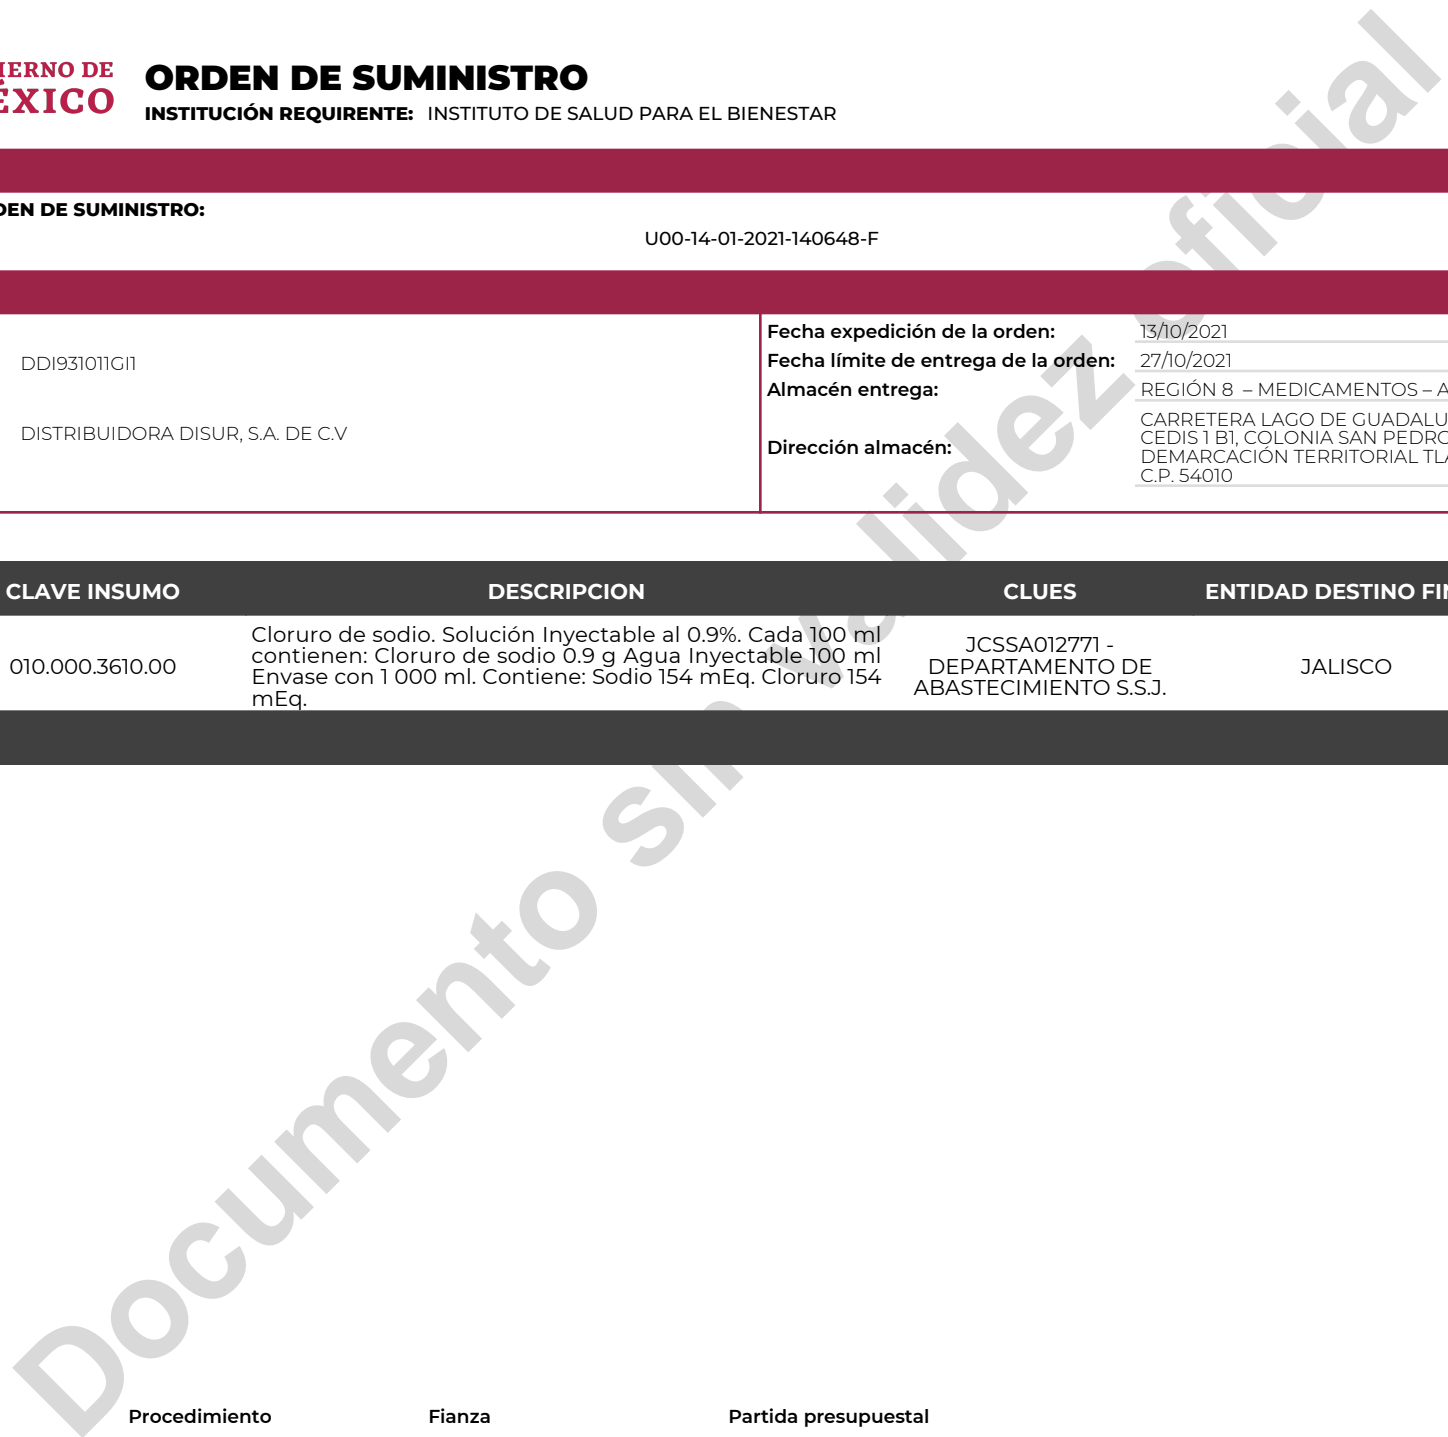 IERNO DE
ÉXICO
ORDEN DE SUMINISTRO
INSTITUCIÓN REQUIRENTE: INSTITUTO DE SALUD PARA EL BIENESTAR
DEN DE SUMINISTRO:
U00-14-01-2021-140648-F
DDI931011GI1
DISTRIBUIDORA DISUR, S.A. DE C.V
Fecha expedición de la orden: 13/10/2021
Fecha límite de entrega de la orden: 27/10/2021
Almacén entrega: REGIÓN 8 – MEDICAMENTOS – A
Dirección almacén:
CARRETERA LAGO DE GUADALU
CEDIS 1 B1, COLONIA SAN PEDRO
DEMARCACIÓN TERRITORIAL TLA
C.P. 54010
CLAVE INSUMO DESCRIPCION CLUES ENTIDAD DESTINO FIN
010.000.3610.00
Cloruro de sodio. Solución Inyectable al 0.9%. Cada 100 ml
contienen: Cloruro de sodio 0.9 g Agua Inyectable 100 ml
Envase con 1 000 ml. Contiene: Sodio 154 mEq. Cloruro 154
mEq.
JCSSA012771 -
DEPARTAMENTO DE
ABASTECIMIENTO S.S.J.
JALISCO
Documento sin validez oficial
Procedimiento Fianza Partida presupuestal